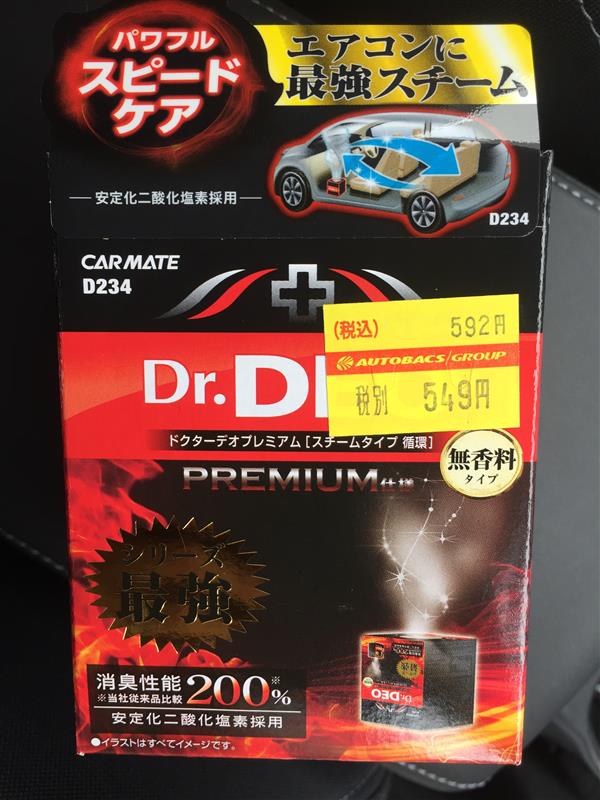 パワフル
スピード
ケア
エアコンに
最強スチーム
安定化二酸化塩素採用
D234
CARMATE
D234
(税込) 592円
AUTOBACS GROUP
税別 549円
Dr.
ドクターデオプレミアム [スチームタイプ 循環]
無香料
タイプ
PREMIUM仕様
シリーズ
最強
消臭性能
※当社従来品比較
200%※
安定化二酸化塩素採用
Dr.DEO
●イラストはすべてイメージです。